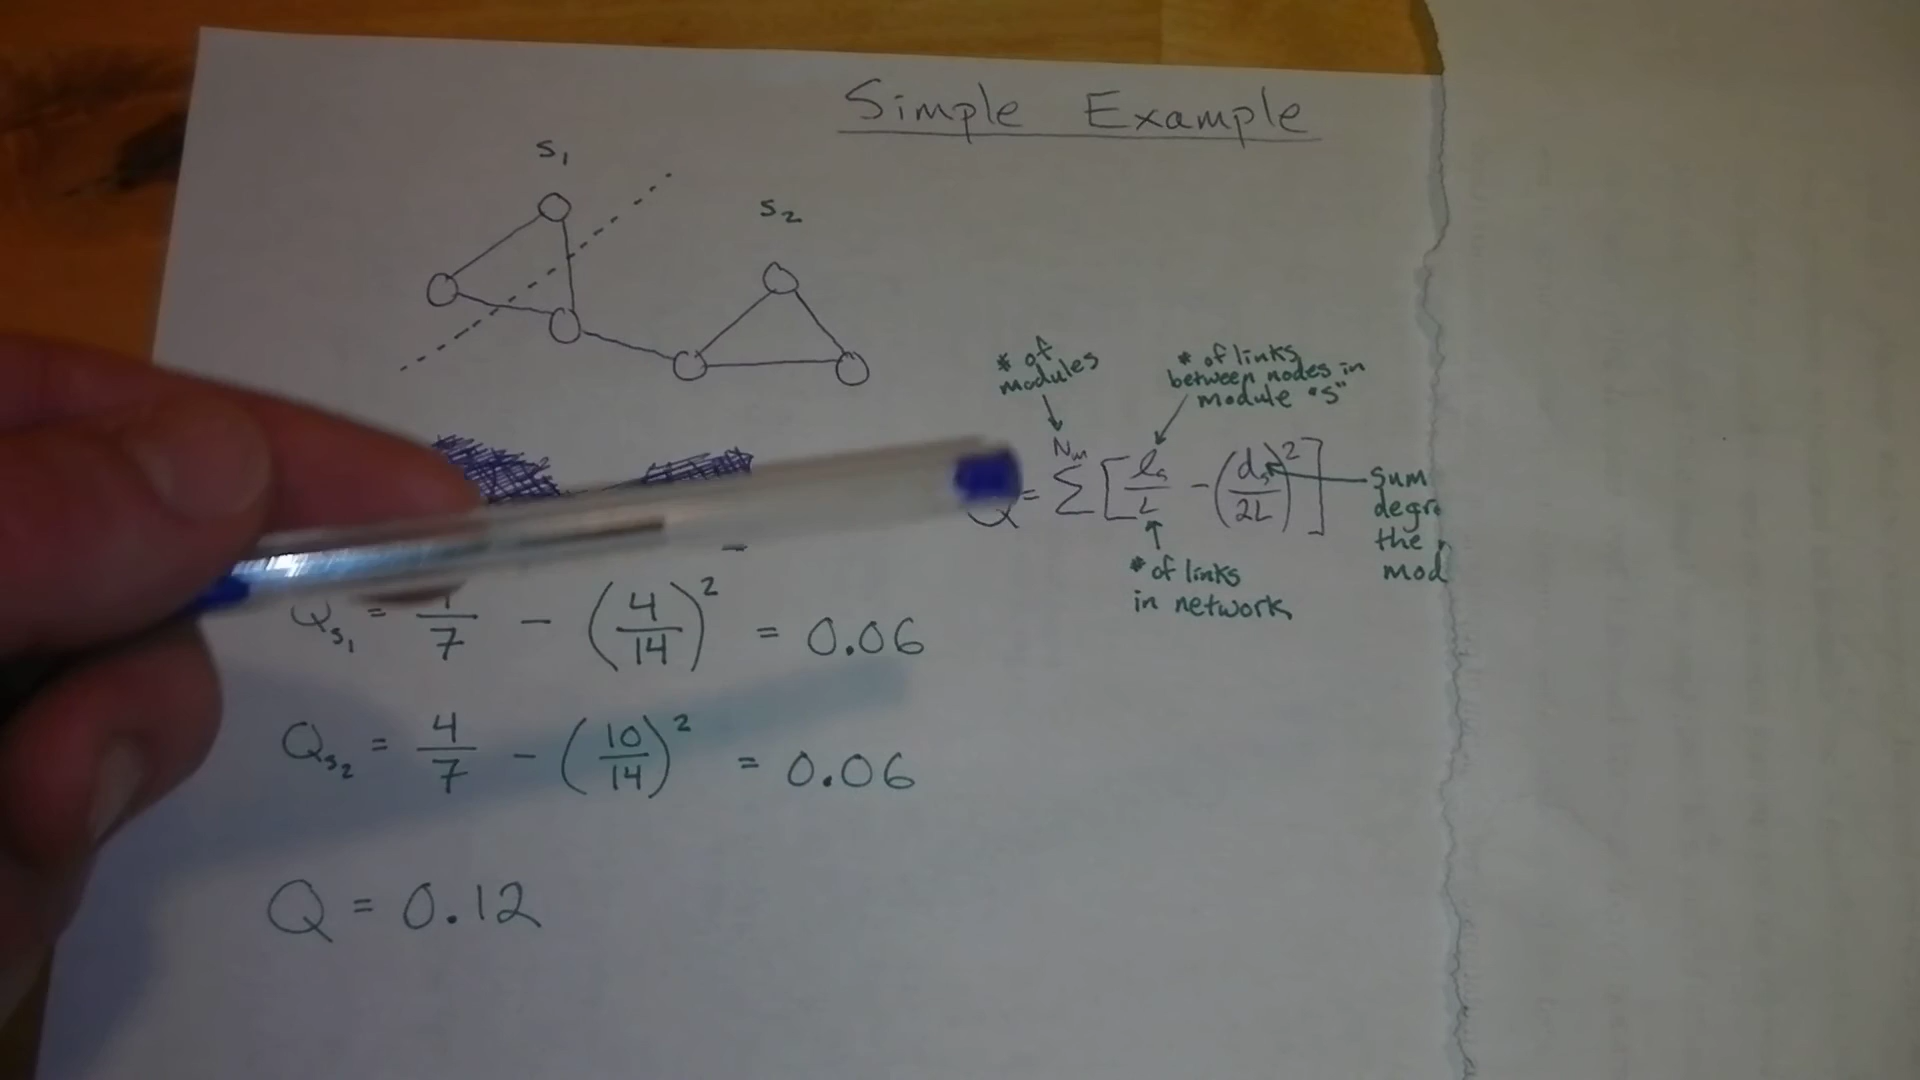 Simple Example
S1
S2
# of
modules
# of links
between nodes in
module "S"
Nm
Q = Σ [ ls/L - (ds/2L)² ]
sum
the
mod
# of links
in network
Qs1 = 1/7 - (4/14)² = 0.06
Qs2 = 4/7 - (10/14)² = 0.06
Q = 0.12